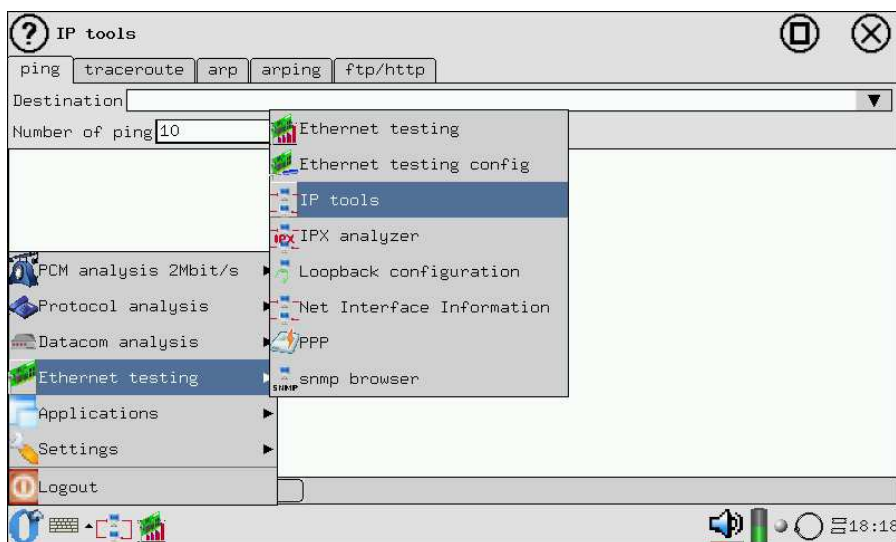 IP tools
ping traceroute arp arping ftp/http
Destination
Number of ping 10
Ethernet testing
Ethernet testing config
IP tools
IPX IPX analyzer
Loopback configuration
Net Interface Information
PPP
SNMP snmp browser
PCM analysis 2Mbit/s
Protocol analysis
Datacom analysis
Ethernet testing
Applications
Settings
Logout
18:18